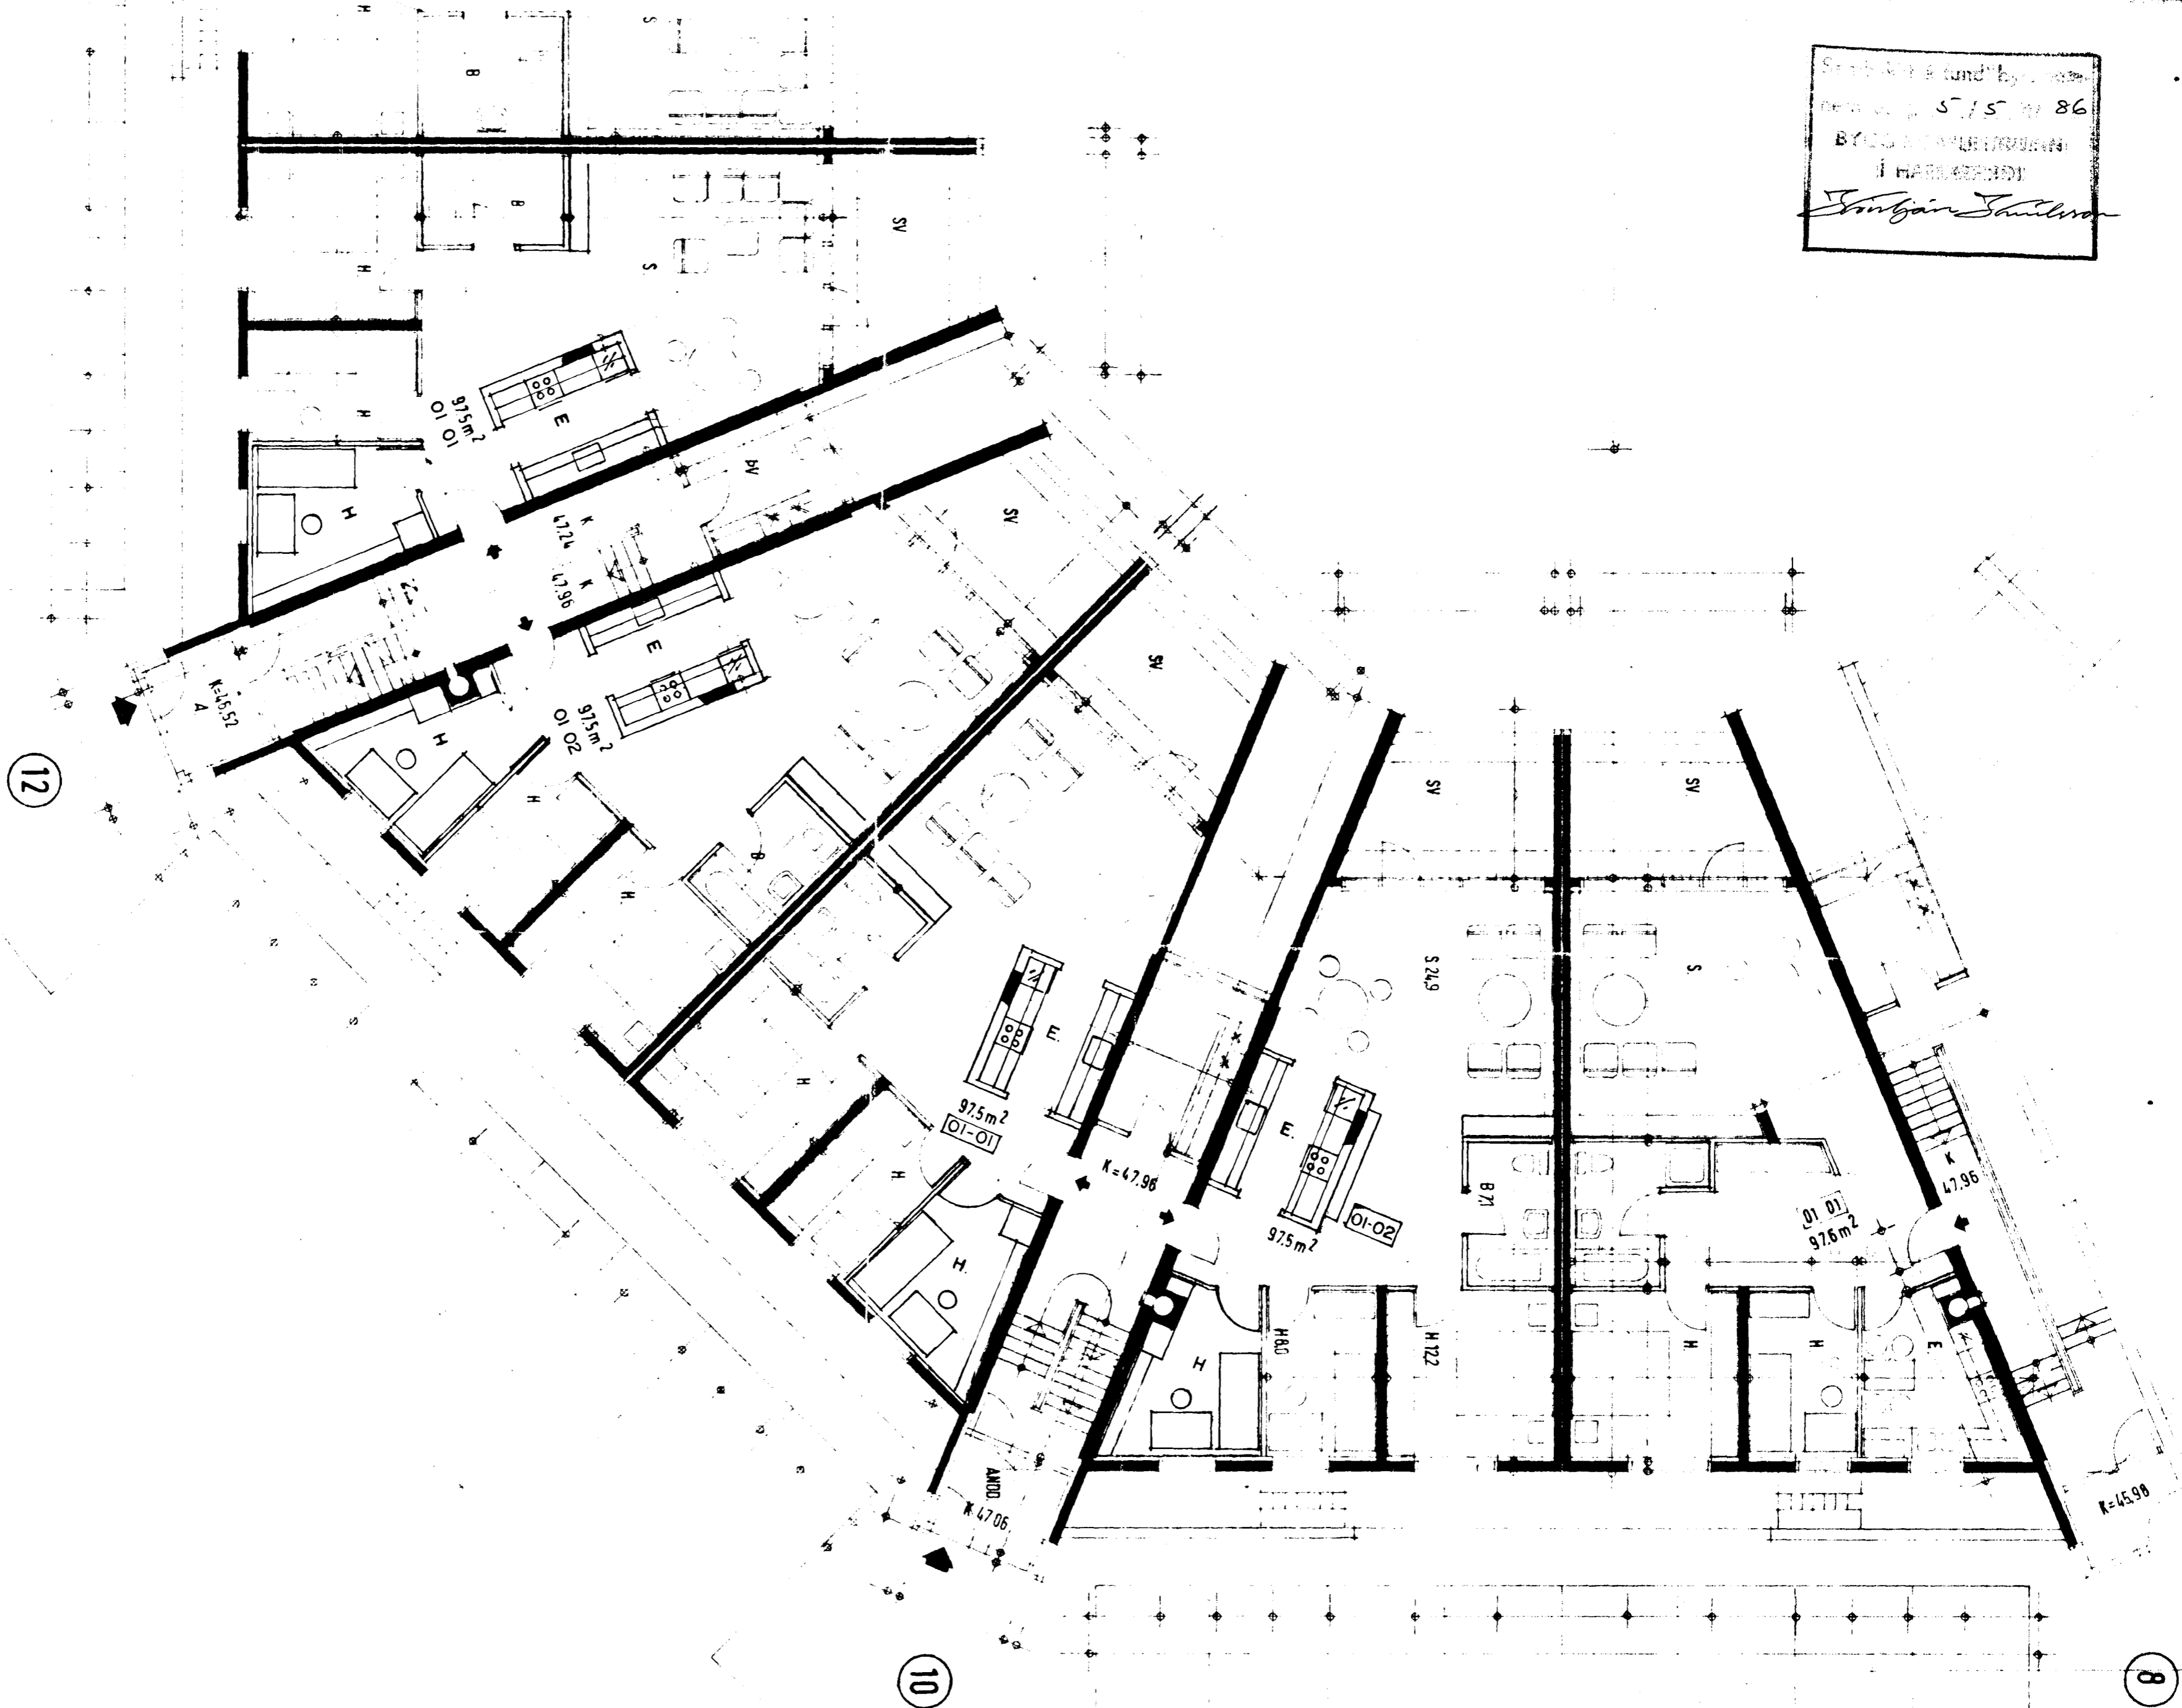 5/5 86
H
S
B
B
SV
H
S
H
97.5 m²
01 01
E
H
bV
K
47.24
K
47.96
SV
E
97.5 m²
01 02
K=46.52
A
H
H
H.
B
SV
12
E.
97.5 m²
01-01
H
H.
H.
K=47.96
ANDD.
K 47.06
10
SV
S 24.9
E.
97.5 m²
01-02
B 7.1
H
H 8.0
H 12.2
SV.
S.
01 01
97.6 m²
K
47.96
H
H
E.
K=45.98
8